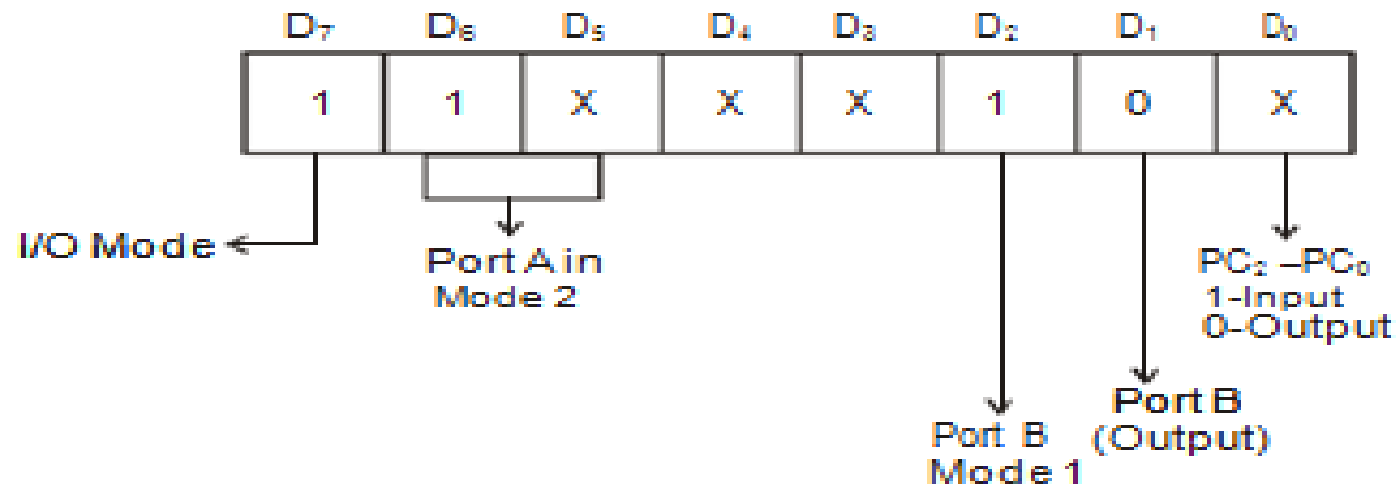 D₇ D₆ D₅ D₄ D₃ D₂ D₁ D₀
1 1 X X X 1 0 X
I/O Mode
Port A in
Mode 2
PC₂ –PC₀
1-Input
0-Output
Port B
Mode 1
Port B
(Output)